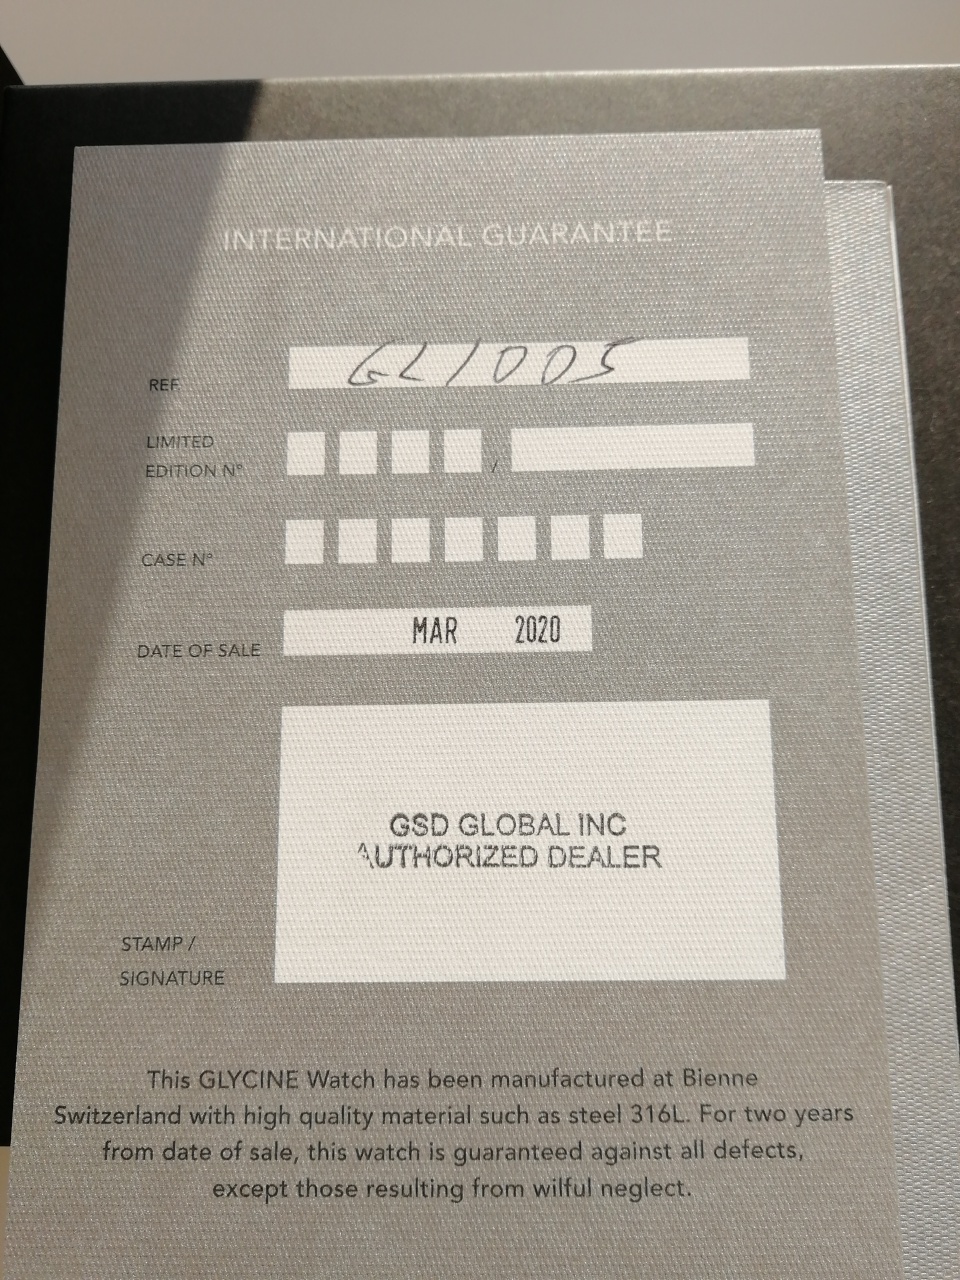 INTERNATIONAL GUARANTEE
REF. GL1005
LIMITED
EDITION N° /
CASE N°
DATE OF SALE MAR 2020
GSD GLOBAL INC
AUTHORIZED DEALER
STAMP /
SIGNATURE
This GLYCINE Watch has been manufactured at Bienne
Switzerland with high quality material such as steel 316L. For two years
from date of sale, this watch is guaranteed against all defects,
except those resulting from wilful neglect.